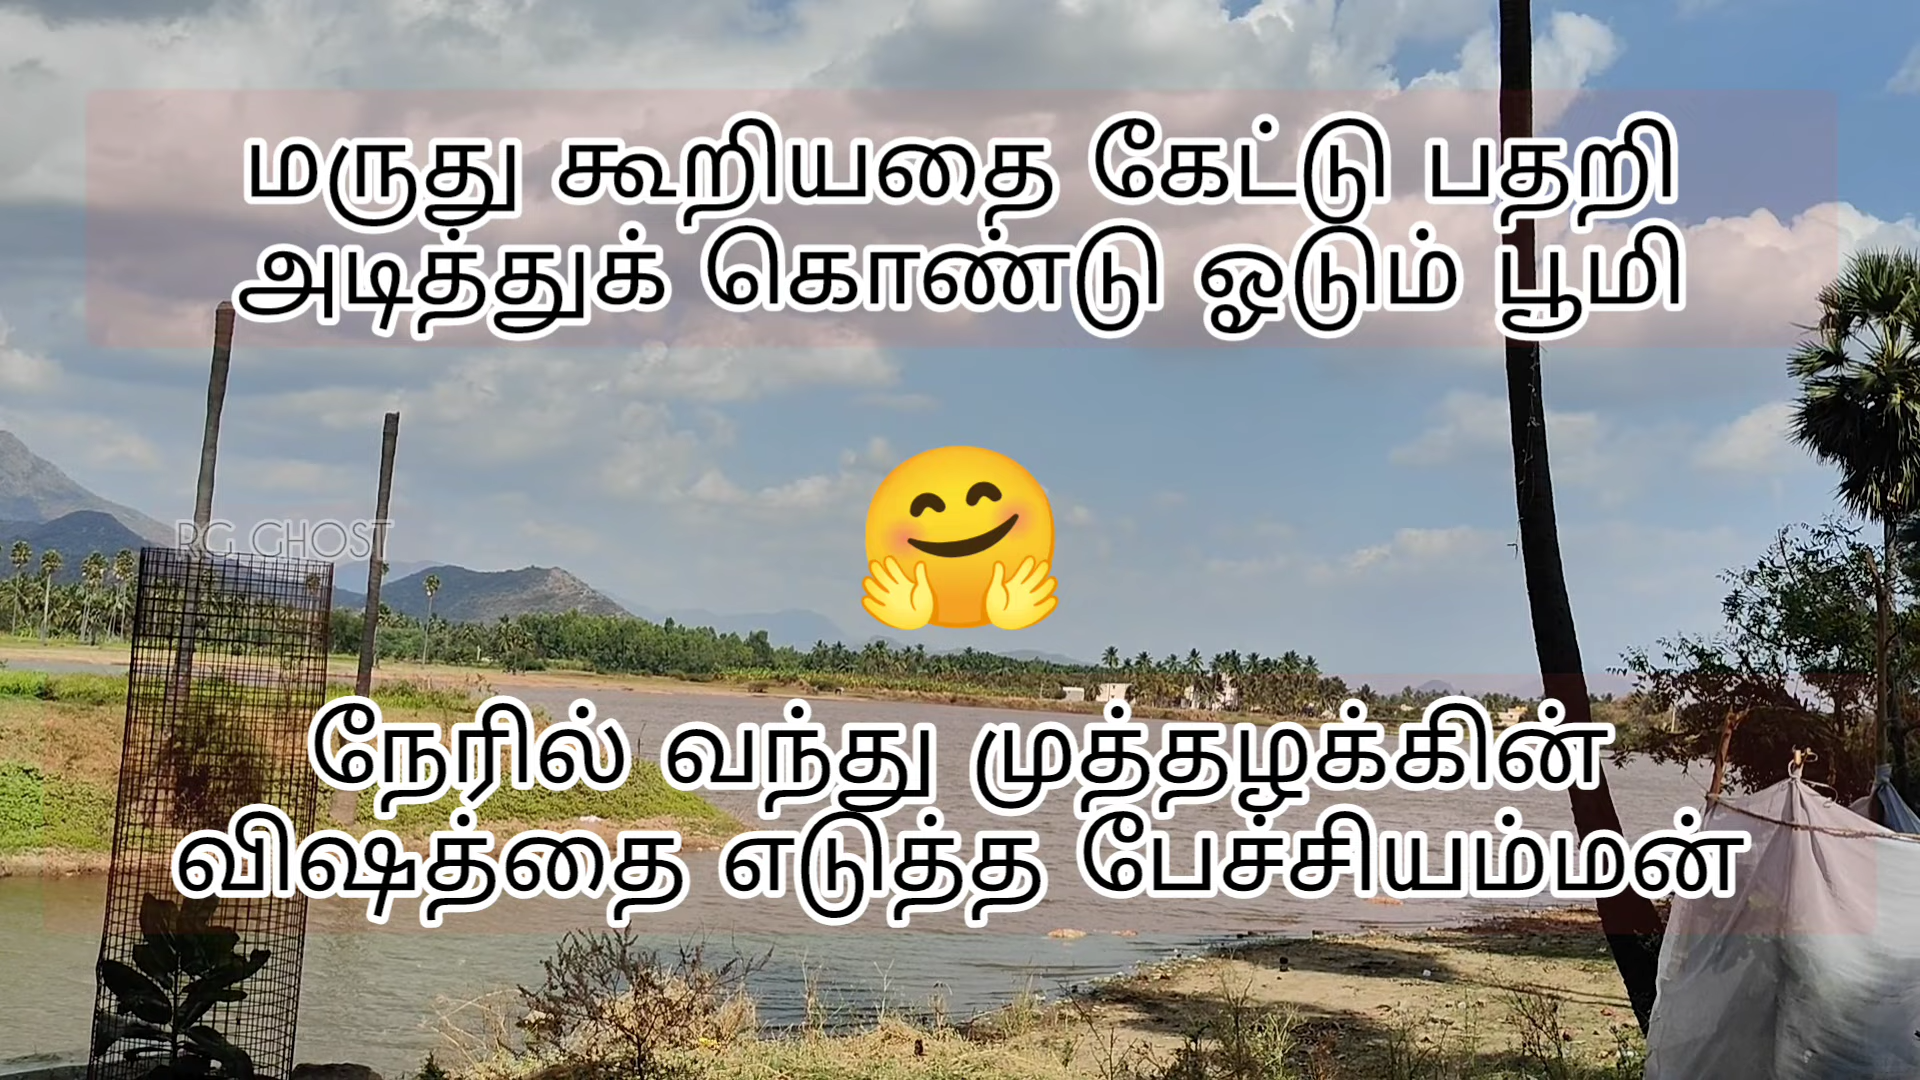 மருது கூறியதை கேட்டு பதறி
அடித்துக் கொண்டு ஓடும் பூமி
RG GHOST
நேரில் வந்து முத்தழக்கின்
விஷத்தை எடுத்த பேச்சியம்மன்